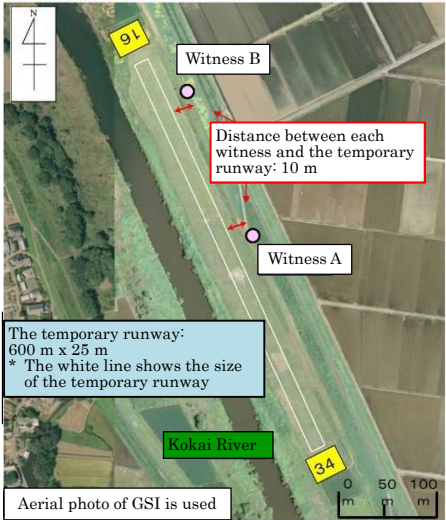 N
16
Witness B
Distance between each
witness and the temporary
runway: 10 m
Witness A
The temporary runway:
600 m x 25 m
* The white line shows the size
of the temporary runway
Kokai River
34
0 50 100
m m m
Aerial photo of GSI is used